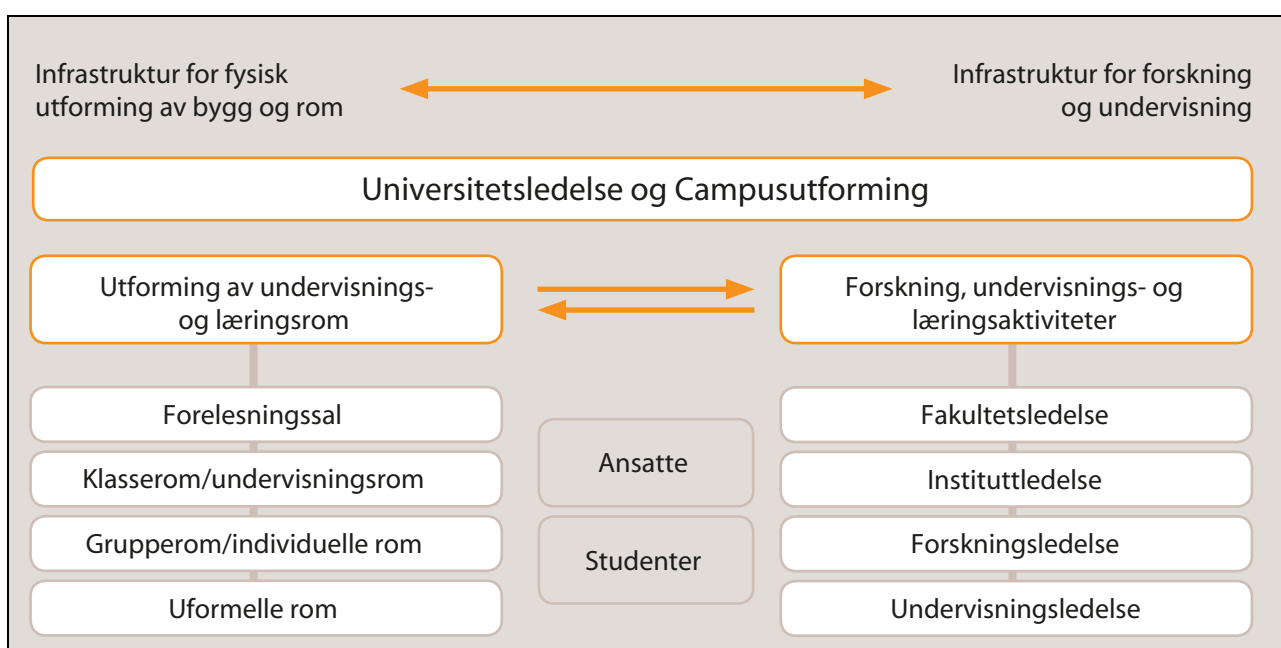 Infrastruktur for fysisk
utforming av bygg og rom
Infrastruktur for forskning
og undervisning
Universitetsledelse og Campusutforming
Utforming av undervisnings-
og læringsrom
Forskning, undervisnings- og
læringsaktiviteter
Forelesningssal
Klasserom/undervisningsrom
Grupperom/individuelle rom
Uformelle rom
Ansatte
Studenter
Fakultetsledelse
Instituttledelse
Forskningsledelse
Undervisningsledelse